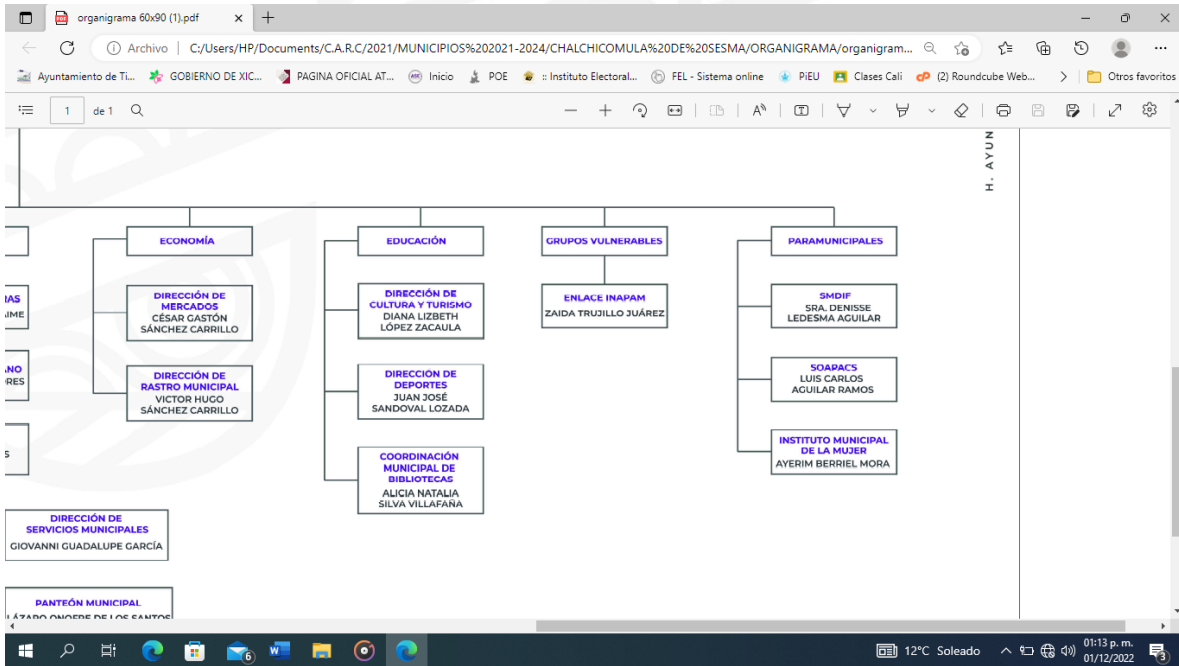 organigrama 60x90 (1).pdf
Archivo | C:/Users/HP/Documents/C.A.R.C/2021/MUNICIPIOS%202021-2024/CHALCHICOMULA%20DE%20SESMA/ORGANIGRAMA/organigram...
Ayuntamiento de Ti... GOBIERNO DE XIC... PAGINA OFICIAL AT... Inicio POE :: Instituto Electoral... FEL - Sistema online PiEU Clases Cali (2) Roundcube Web... Otros favoritos
1 de 1
H. AYUN
ECONOMÍA
DIRECCIÓN DE
MERCADOS
CÉSAR GASTÓN
SÁNCHEZ CARRILLO
DIRECCIÓN DE
RASTRO MUNICIPAL
VICTOR HUGO
SÁNCHEZ CARRILLO
EDUCACIÓN
DIRECCIÓN DE
CULTURA Y TURISMO
DIANA LIZBETH
LÓPEZ ZACAULA
DIRECCIÓN DE
DEPORTES
JUAN JOSÉ
SANDOVAL LOZADA
COORDINACIÓN
MUNICIPAL DE
BIBLIOTECAS
ALICIA NATALIA
SILVA VILLAFAÑA
GRUPOS VULNERABLES
ENLACE INAPAM
ZAIDA TRUJILLO JUÁREZ
PARAMUNICIPALES
SMDIF
SRA. DENISSE
LEDESMA AGUILAR
SOAPACS
LUIS CARLOS
AGUILAR RAMOS
INSTITUTO MUNICIPAL
DE LA MUJER
AYERIM BERRIEL MORA
DIRECCIÓN DE
SERVICIOS MUNICIPALES
GIOVANNI GUADALUPE GARCÍA
PANTEÓN MUNICIPAL
LÁZARO ONOFRE DE LOS SANTOS
12°C Soleado
01:13 p. m.
01/12/2022